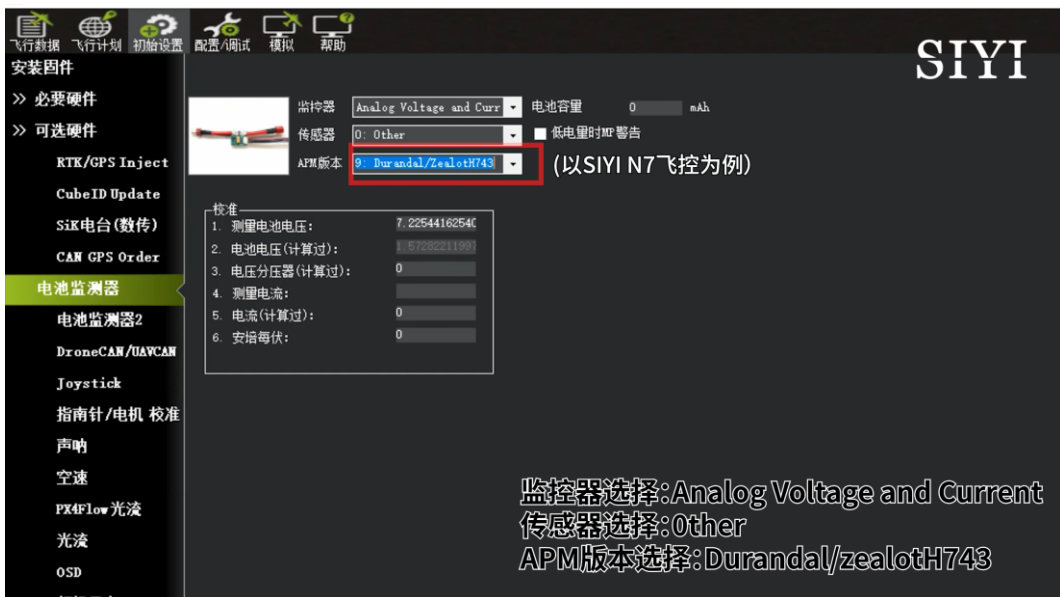 飞行数据 飞行计划 初始设置 配置/调试 模拟 帮助
SIYI
安装固件
>> 必要硬件
>> 可选硬件
RTK/GPS Inject
CubeID Update
SiK电台(数传)
CAN GPS Order
电池监测器
电池监测器2
DroneCAN/UAVCAN
Joystick
指南针/电机 校准
声呐
空速
PX4Flow光流
光流
OSD
监控器 Analog Voltage and Curr 电池容量 0 mAh
传感器 0: Other 低电量时MP警告
APM版本 9: Durandal/ZealotH743 (以SIYI N7飞控为例)
校准
1. 测量电池电压: 7.2254416254
2. 电池电压(计算过): 1.572822199
3. 电压分压器(计算过): 0
4. 测量电流:
5. 电流(计算过): 0
6. 安培每伏: 0
监控器选择:Analog Voltage and Current
传感器选择:Other
APM版本选择:Durandal/zealotH743